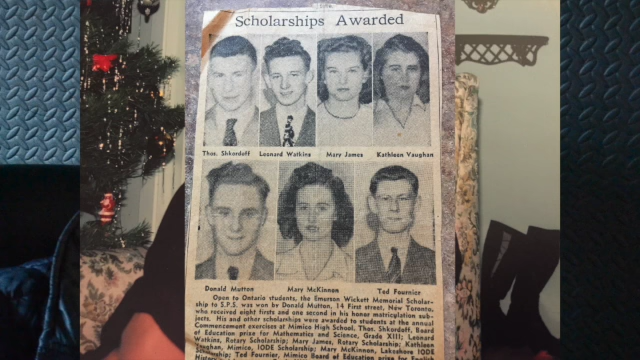 Scholarships Awarded
Thos. Shkordoff Leonard Watkins Mary James Kathleen Vaughan
Donald Mutton Mary McKinnon Ted Fournier
Open to Ontario students, the Emerson Wickett Memorial Scholar-
ship to S.P.S. was won by Donald Mutton, 14 First street, New Toronto,
who received eight firsts and one second in his honor matriculation sub-
jects. His and other scholarships were awarded to students at the annual
Commencement exercises at Mimico High School. Thos. Shkordoff, Board
of Education prize for Mathematics and Science, Grade XIII; Leonard
Watkins, Rotary Scholarship; Mary James, Rotary Scholarship; Kathleen
Vaughan, Mimico, IODE Scholarship; Mary McKinnon, Lakeshore IODE
Scholarship; Ted Fournier, Mimico Board of Education prize for English